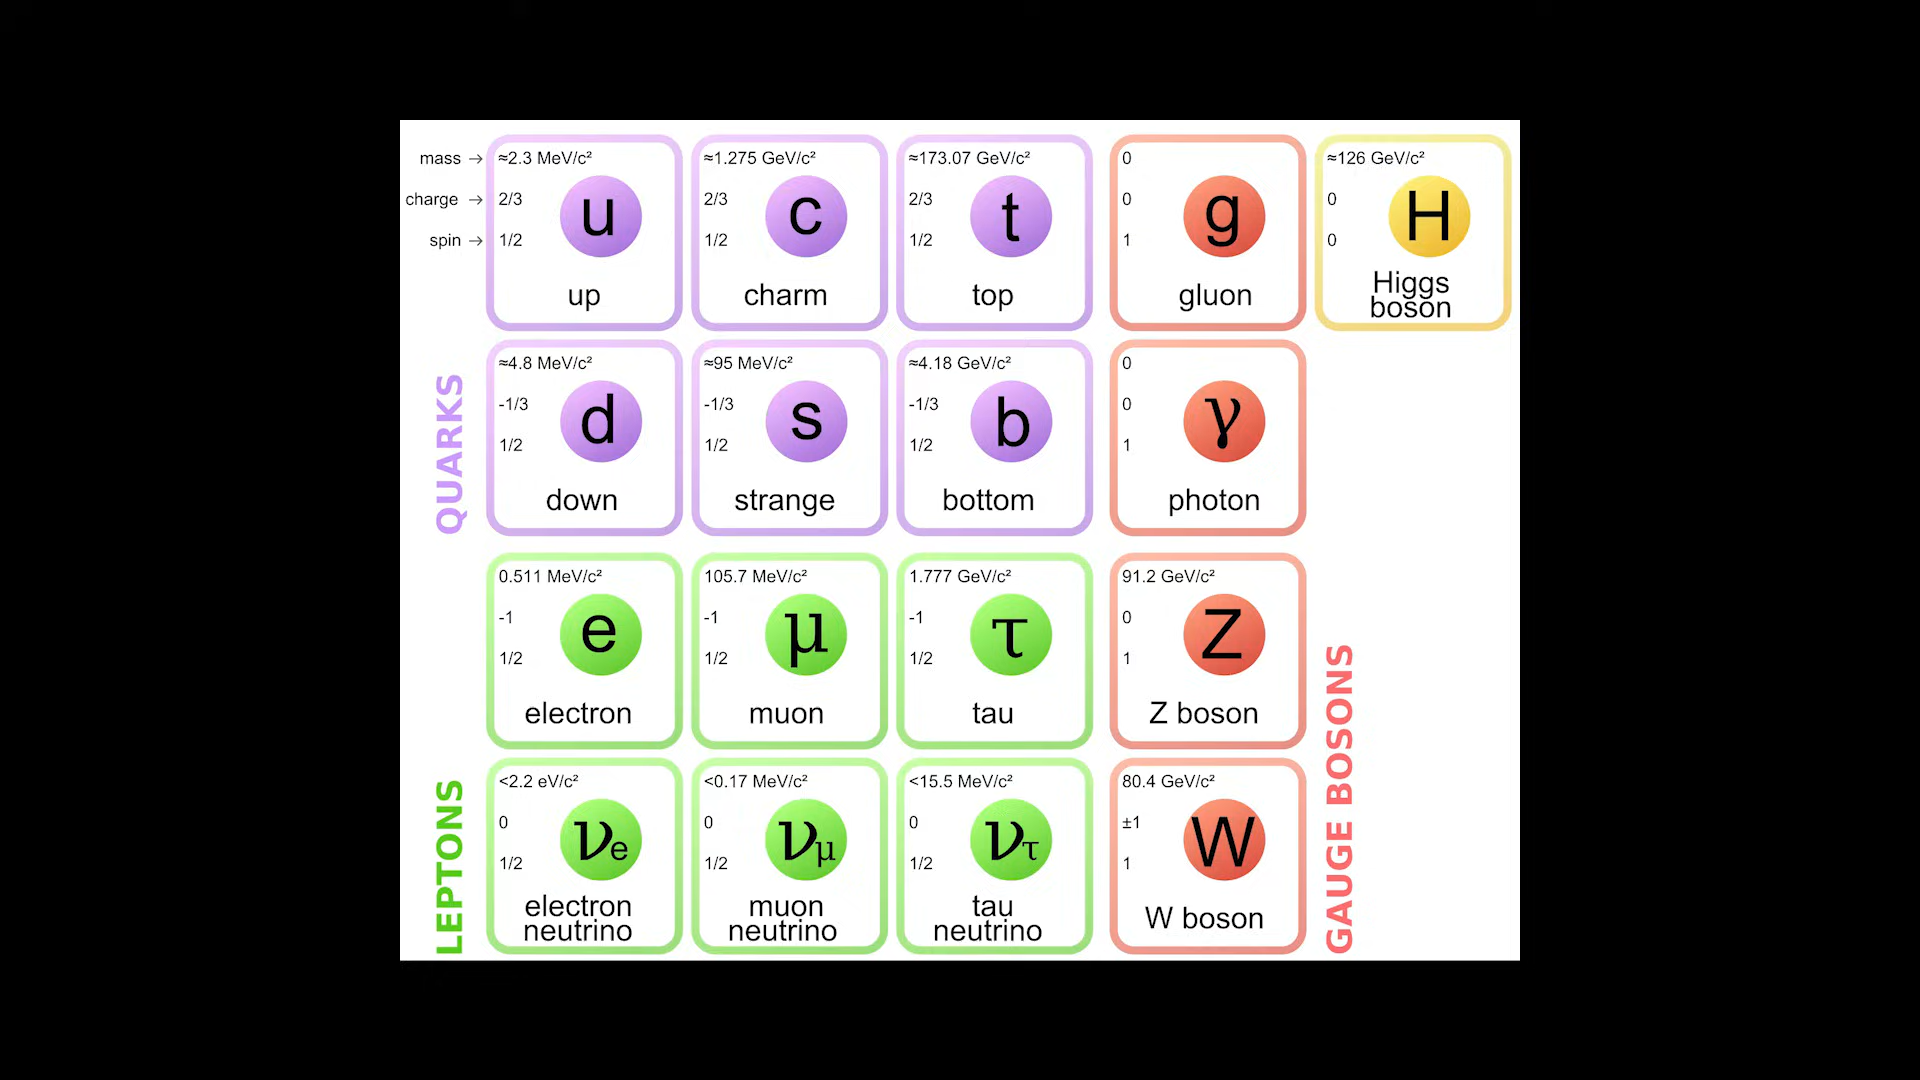 mass →
charge →
spin →
≈2.3 MeV/c²
2/3
1/2
u
up
≈1.275 GeV/c²
2/3
1/2
c
charm
≈173.07 GeV/c²
2/3
1/2
t
top
0
0
1
g
gluon
≈126 GeV/c²
0
0
H
Higgs
boson
QUARKS
≈4.8 MeV/c²
-1/3
1/2
d
down
≈95 MeV/c²
-1/3
1/2
s
strange
≈4.18 GeV/c²
-1/3
1/2
b
bottom
0
0
1
γ
photon
LEPTONS
0.511 MeV/c²
-1
1/2
e
electron
105.7 MeV/c²
-1
1/2
μ
muon
1.777 GeV/c²
-1
1/2
τ
tau
91.2 GeV/c²
0
1
Z
Z boson
<2.2 eV/c²
0
1/2
νe
electron
neutrino
<0.17 MeV/c²
0
1/2
νμ
muon
neutrino
<15.5 MeV/c²
0
1/2
ντ
tau
neutrino
80.4 GeV/c²
±1
1
W
W boson
GAUGE BOSONS